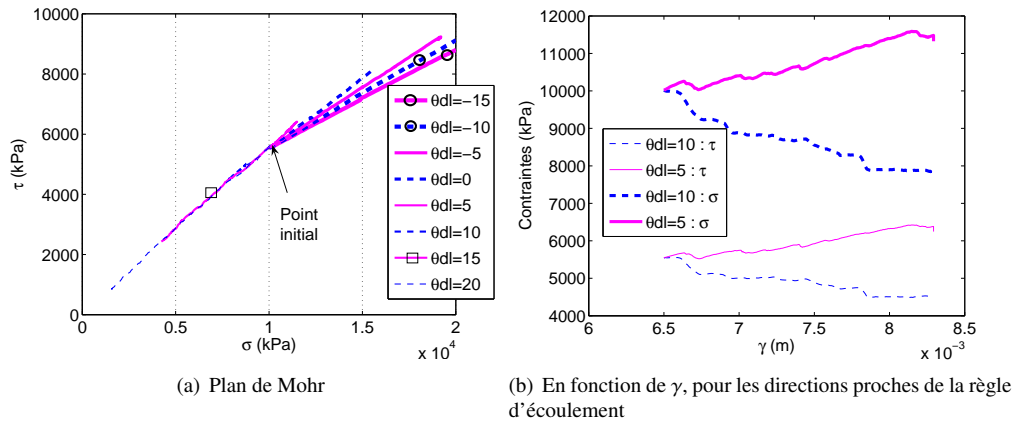 10000
8000
6000
4000
2000
0
τ (kPa)
0
0.5
1
1.5
2
x 10⁴
σ (kPa)
Point
initial
θdl=−15
θdl=−10
θdl=−5
θdl=0
θdl=5
θdl=10
θdl=15
θdl=20
(a) Plan de Mohr
12000
11000
10000
9000
8000
7000
6000
5000
4000
Contraintes (kPa)
θdl=10 : τ
θdl=5 : τ
θdl=10 : σ
θdl=5 : σ
6
6.5
7
7.5
8
8.5
x 10⁻³
γ (m)
(b) En fonction de γ, pour les directions proches de la règle
d'écoulement